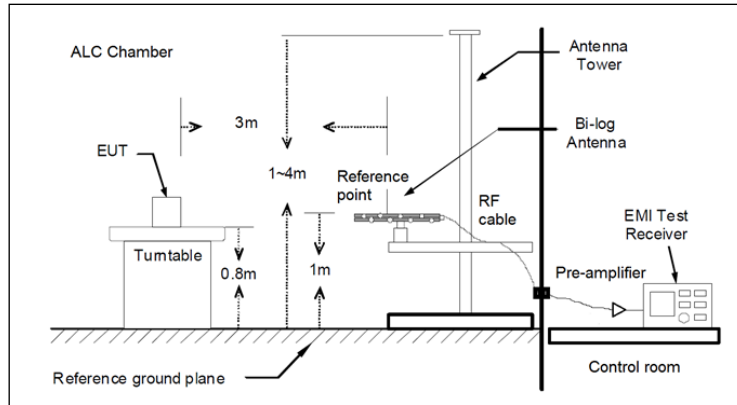 ALC Chamber
Antenna
Tower
3m
Bi-log
Antenna
EUT
1~4m
Reference
point
RF
cable
EMI Test
Receiver
Turntable
0.8m
1m
Pre-amplifier
Reference ground plane
Control room